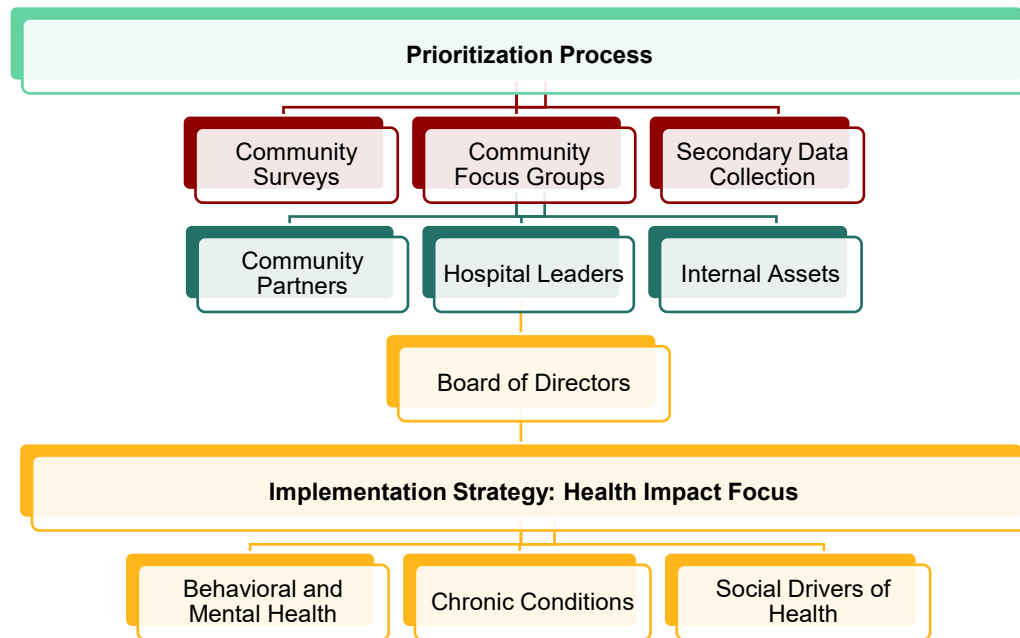 Prioritization Process
Community
Surveys
Community
Focus Groups
Secondary Data
Collection
Community
Partners
Hospital Leaders
Internal Assets
Board of Directors
Implementation Strategy: Health Impact Focus
Behavioral and
Mental Health
Chronic Conditions
Social Drivers of
Health